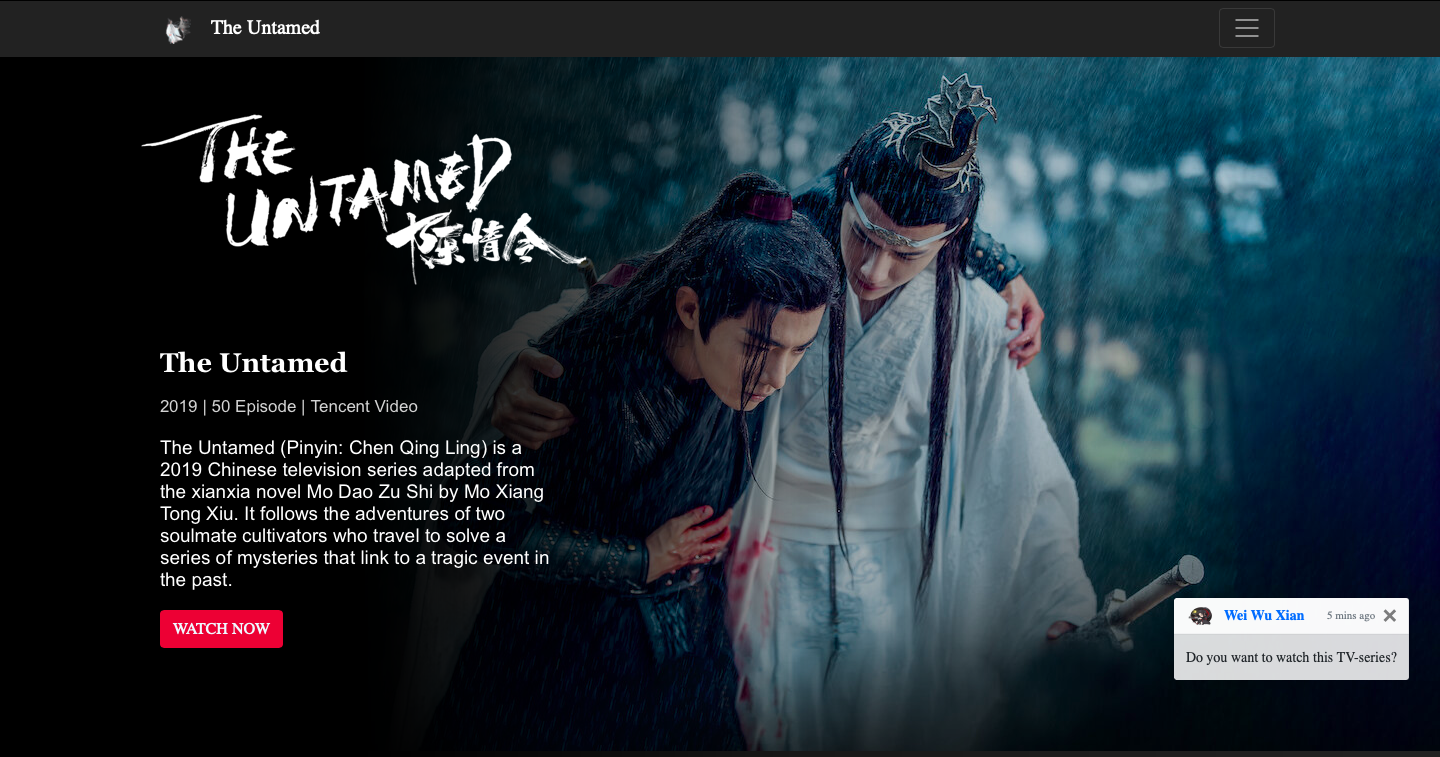 The Untamed
THE
UNTAMED
陳情令
The Untamed
2019 | 50 Episode | Tencent Video
The Untamed (Pinyin: Chen Qing Ling) is a
2019 Chinese television series adapted from
the xianxia novel Mo Dao Zu Shi by Mo Xiang
Tong Xiu. It follows the adventures of two
soulmate cultivators who travel to solve a
series of mysteries that link to a tragic event in
the past.
WATCH NOW
Wei Wu Xian 5 mins ago
Do you want to watch this TV-series?